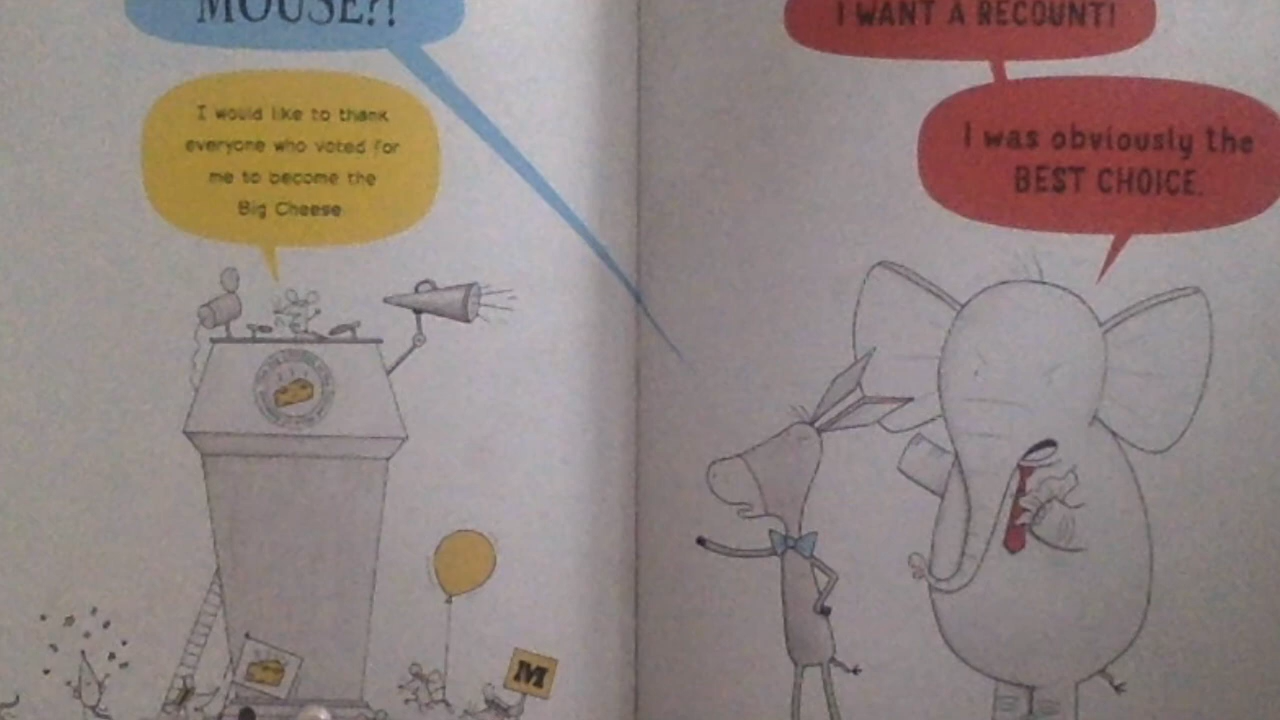 MOUSE?!
I would like to thank
everyone who voted for
me to become the
Big Cheese
I WANT A RECOUNT!
I was obviously the
BEST CHOICE.
M